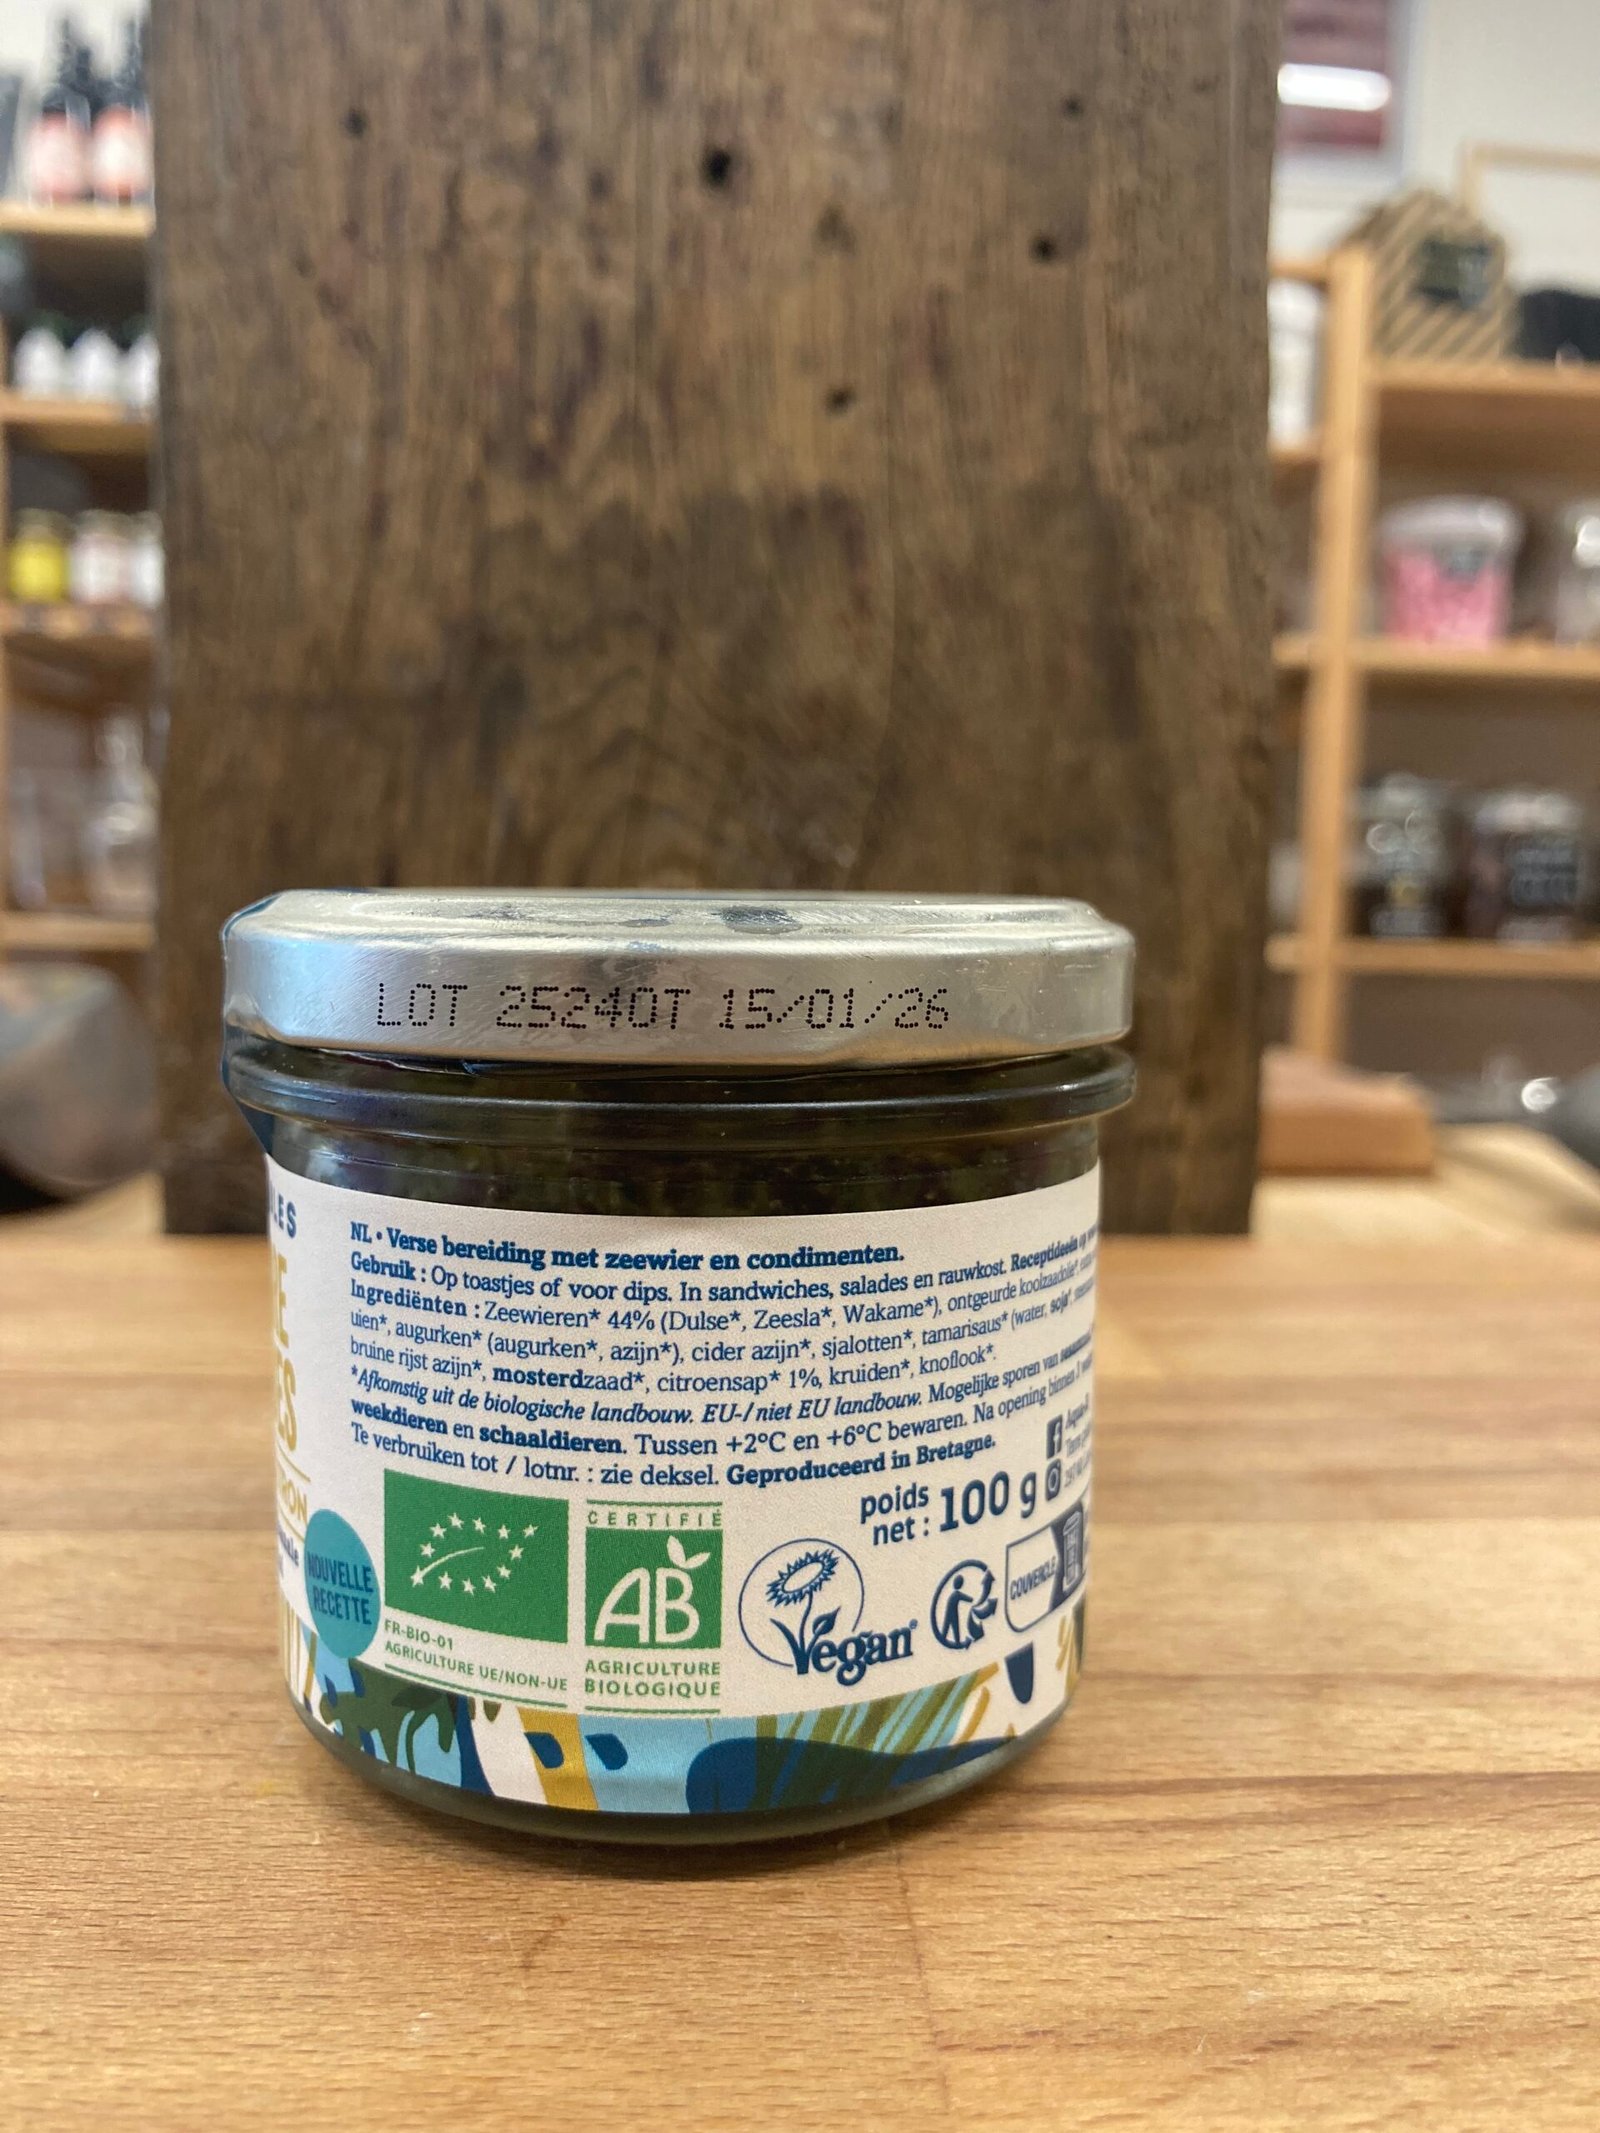 LOT 25240T 15/01/26
NL • Verse bereiding met zeewier en condimenten.
Gebruik : Op toastjes of voor dips. In sandwiches, salades en rauwkost. Receptideeën op
Ingrediënten : Zeewieren* 44% (Dulse*, Zeesla*, Wakame*), ontgeurde koolzaadolie*,
uien*, augurken* (augurken*, azijn*), cider azijn*, sjalotten*, tamarisaus* (water, soja*,
bruine rijst azijn*, mosterdzaad*, citroensap* 1%, kruiden*, knoflook*.
*Afkomstig uit de biologische landbouw. EU-/ niet EU landbouw. Mogelijke sporen van
weekdieren en schaaldieren. Tussen +2°C en +6°C bewaren. Na opening binnen
Te verbruiken tot / lotnr. : zie deksel. Geproduceerd in Bretagne.
poids
net : 100 g
NOUVELLE
RECETTE
FR-BIO-01
AGRICULTURE UE/NON-UE
CERTIFIÉ
AB
AGRICULTURE
BIOLOGIQUE
Vegan
COUVERCLE